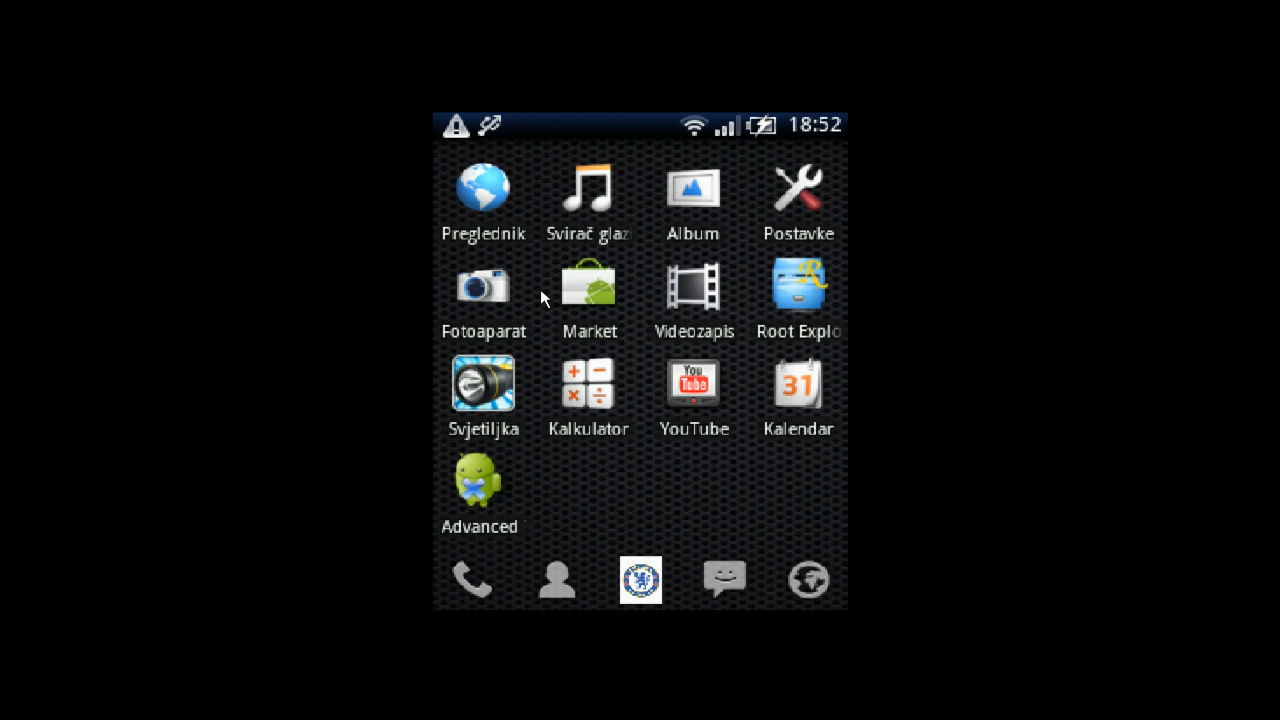 18:52
Preglednik Svirač glaz Album Postavke
Fotoaparat Market Videozapis Root Explo
You
Tube
31
Svjetiljka Kalkulator YouTube Kalendar
Advanced